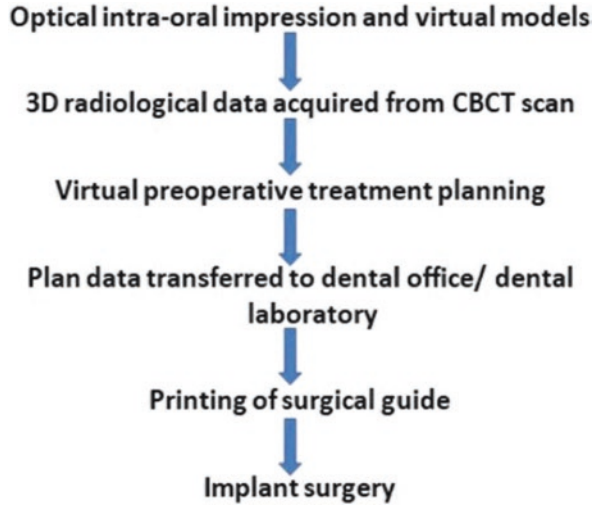 Optical intra-oral impression and virtual models
3D radiological data acquired from CBCT scan
Virtual preoperative treatment planning
Plan data transferred to dental office/ dental
laboratory
Printing of surgical guide
Implant surgery